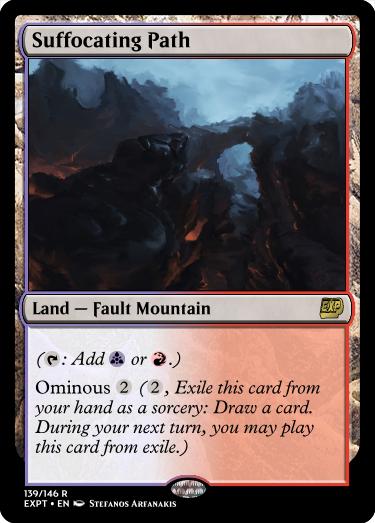 Suffocating Path
Land — Fault Mountain
EXP
(: Add or .)
Ominous 2 (2, Exile this card from
your hand as a sorcery: Draw a card.
During your next turn, you may play
this card from exile.)
139/146 R
EXPT • EN Stefanos Arfanakis